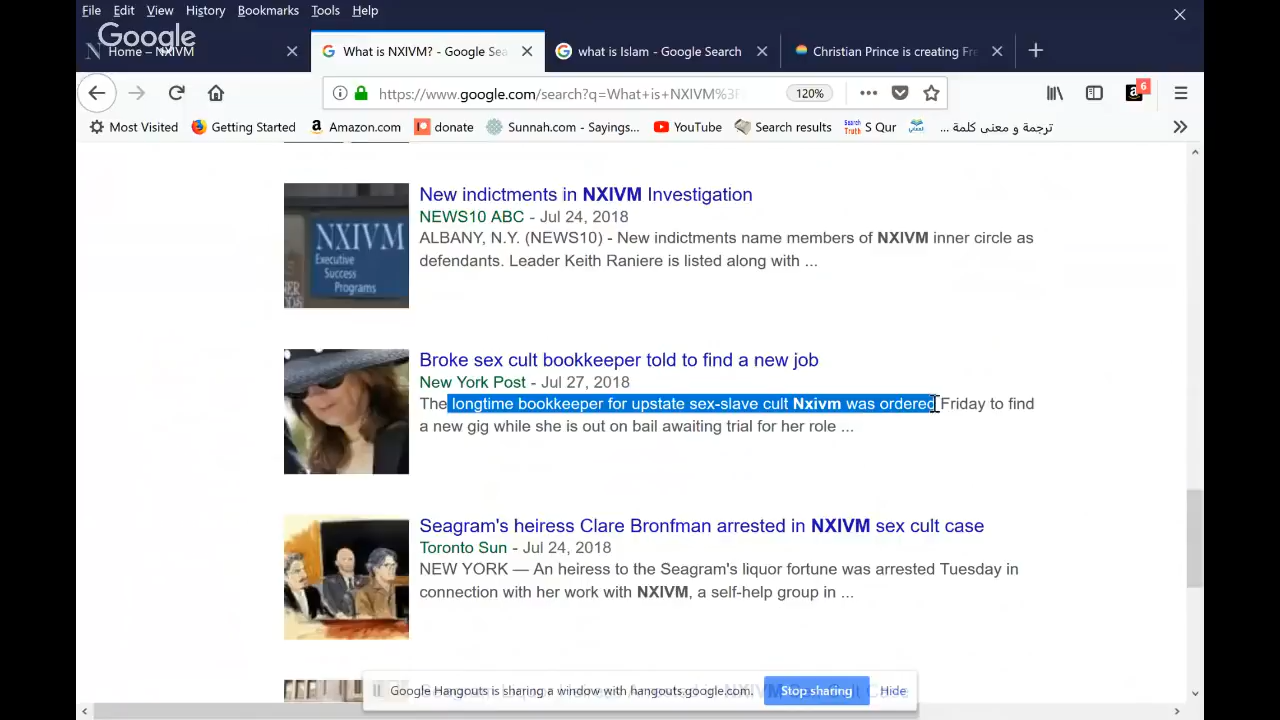 File Edit View History Bookmarks Tools Help
Google
Home – NXIVM
What is NXIVM? - Google Sea
what is Islam - Google Search
Christian Prince is creating Fre
https://www.google.com/search?q=What+is+NXIVM%3F
120%
6
Most Visited Getting Started Amazon.com donate Sunnah.com - Sayings... YouTube Search results Search Truth S Qur ترجمة و معنى كلمة ...
New indictments in NXIVM Investigation
NEWS10 ABC - Jul 24, 2018
ALBANY, N.Y. (NEWS10) - New indictments name members of NXIVM inner circle as
defendants. Leader Keith Raniere is listed along with ...
NXIVM
Executive
Success
Programs
Broke sex cult bookkeeper told to find a new job
New York Post - Jul 27, 2018
The longtime bookkeeper for upstate sex-slave cult Nxivm was ordered Friday to find
a new gig while she is out on bail awaiting trial for her role ...
Seagram's heiress Clare Bronfman arrested in NXIVM sex cult case
Toronto Sun - Jul 24, 2018
NEW YORK — An heiress to the Seagram's liquor fortune was arrested Tuesday in
connection with her work with NXIVM, a self-help group in ...
Google Hangouts is sharing a window with hangouts.google.com. Stop sharing Hide